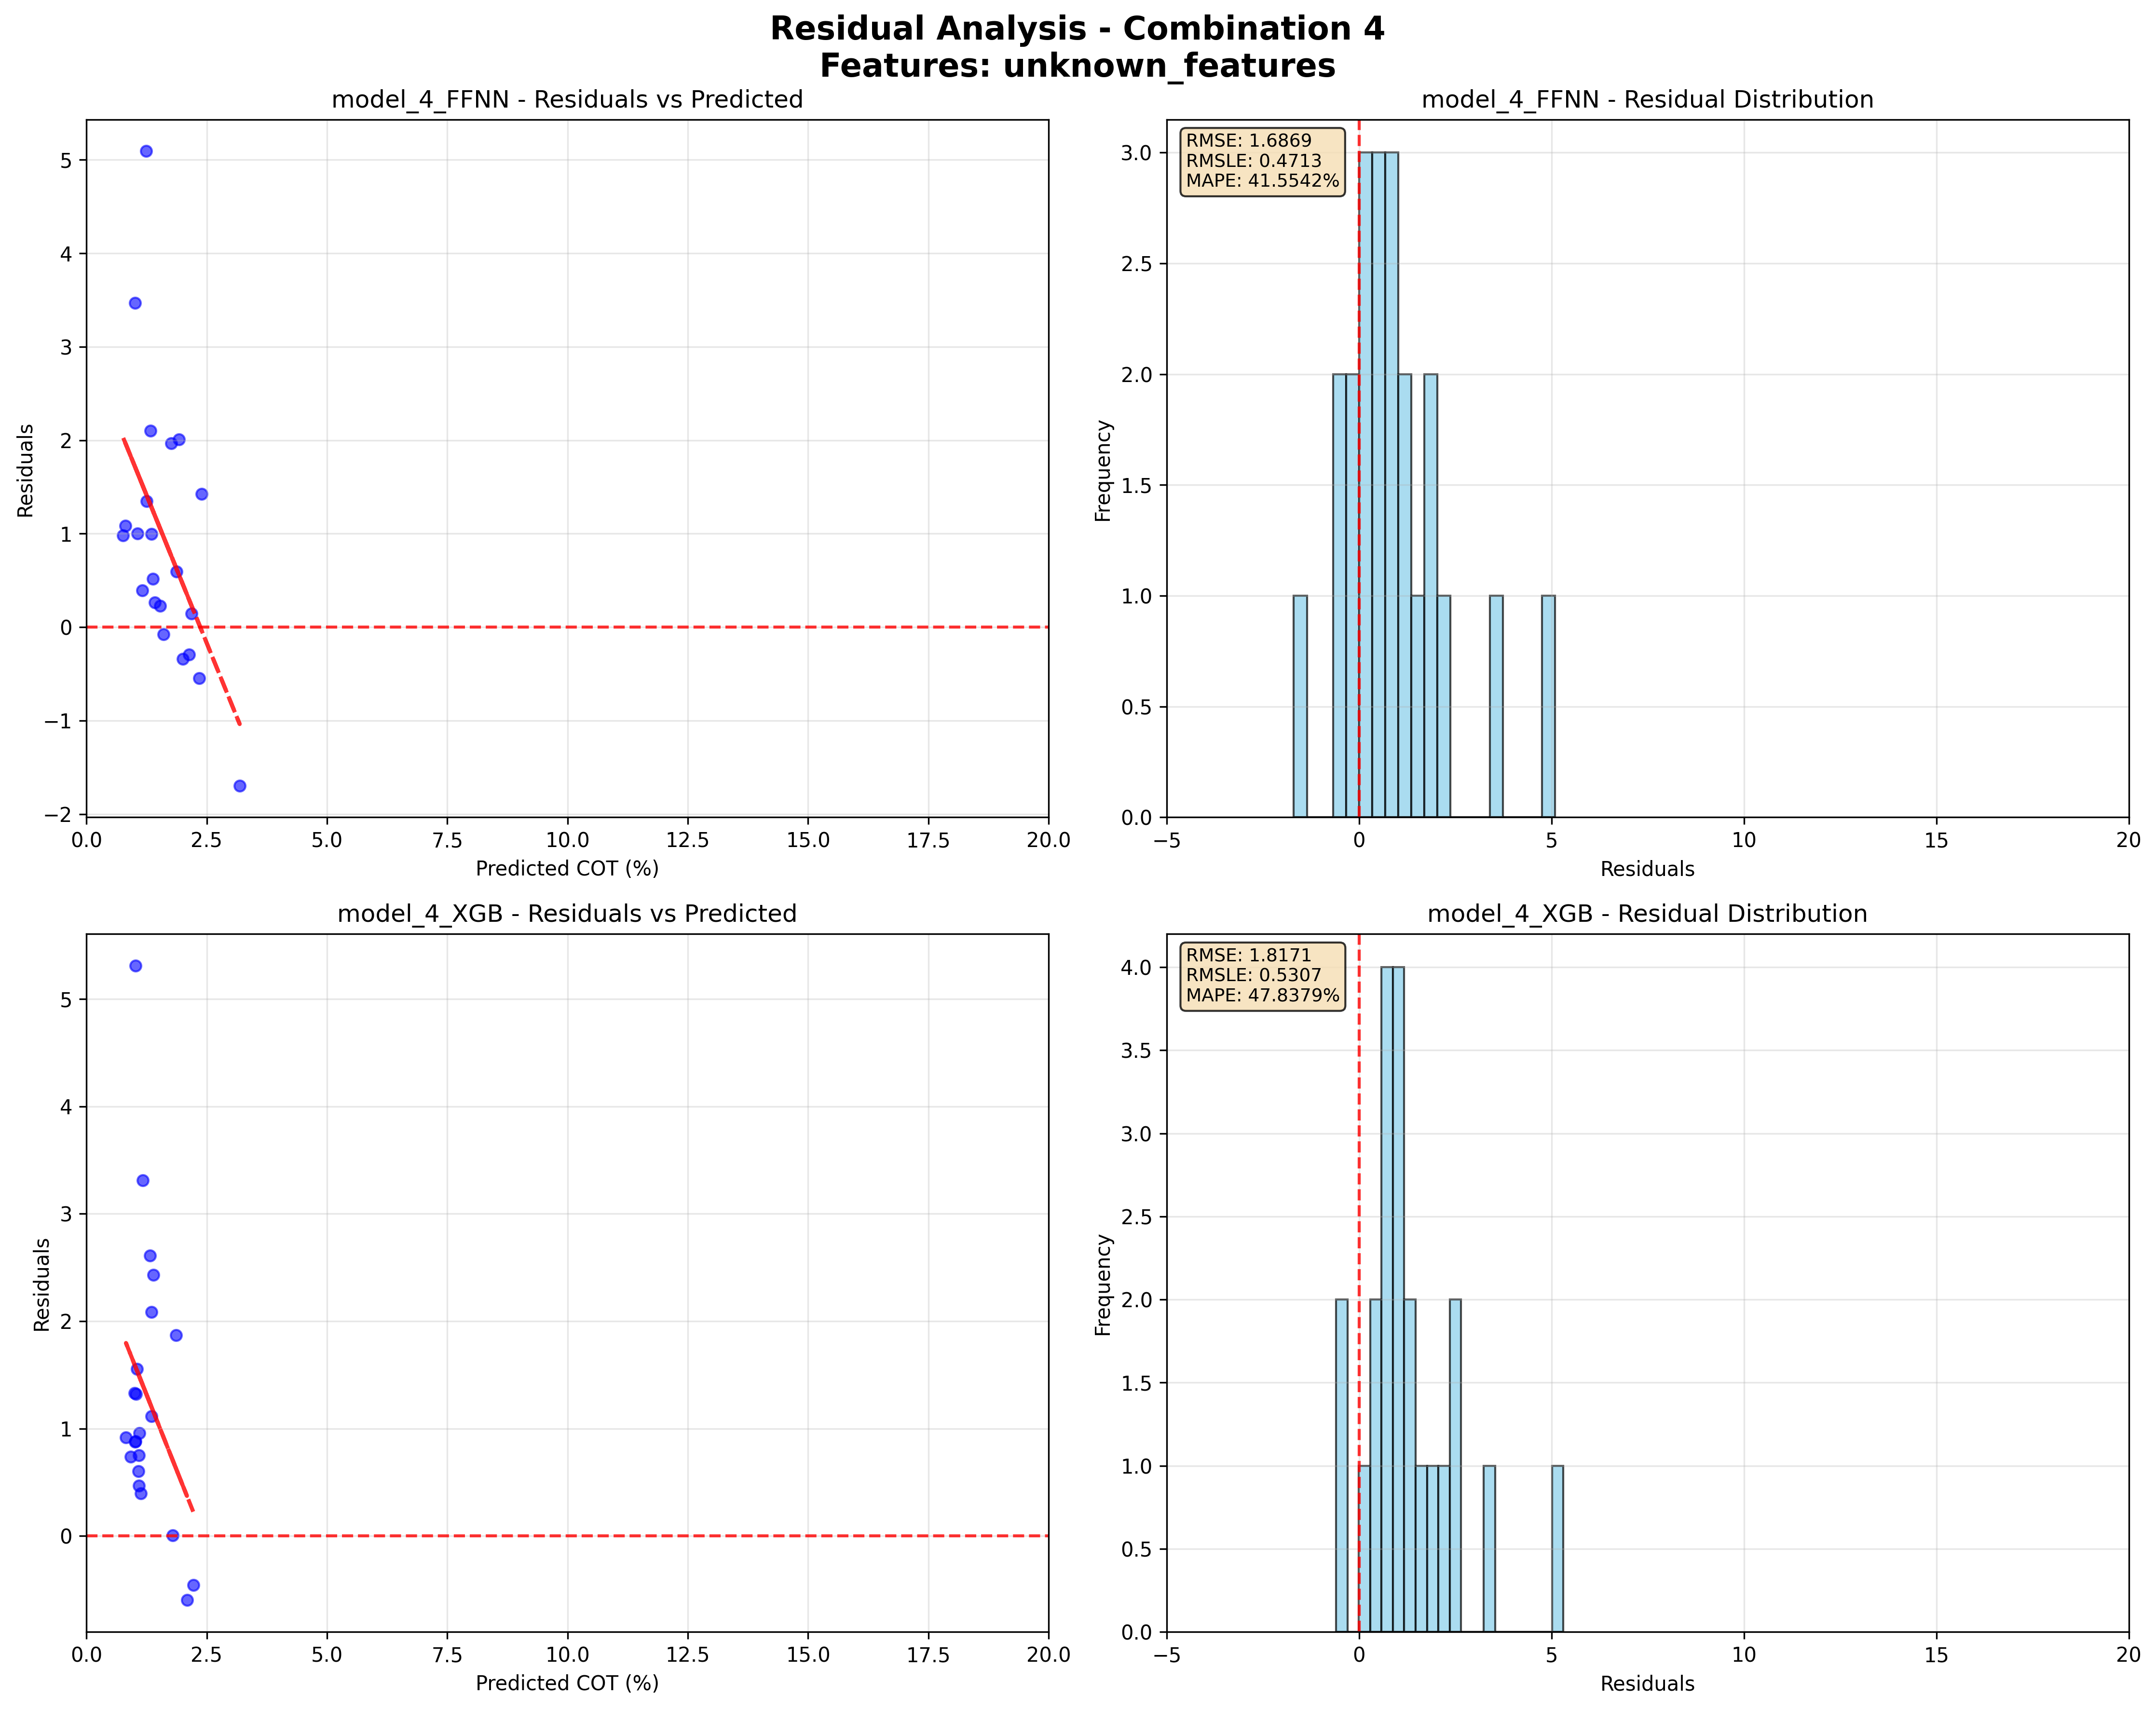 Residual Analysis - Combination 4
Features: unknown_features
model_4_FFNN - Residuals vs Predicted
5
4
3
2
1
0
−1
−2
Residuals
0.0 2.5 5.0 7.5 10.0 12.5 15.0 17.5 20.0
Predicted COT (%)
model_4_FFNN - Residual Distribution
RMSE: 1.6869
RMSLE: 0.4713
MAPE: 41.5542%
3.0
2.5
2.0
1.5
1.0
0.5
0.0
Frequency
−5 0 5 10 15 20
Residuals
model_4_XGB - Residuals vs Predicted
5
4
3
2
1
0
Residuals
0.0 2.5 5.0 7.5 10.0 12.5 15.0 17.5 20.0
Predicted COT (%)
model_4_XGB - Residual Distribution
RMSE: 1.8171
RMSLE: 0.5307
MAPE: 47.8379%
4.0
3.5
3.0
2.5
2.0
1.5
1.0
0.5
0.0
Frequency
−5 0 5 10 15 20
Residuals